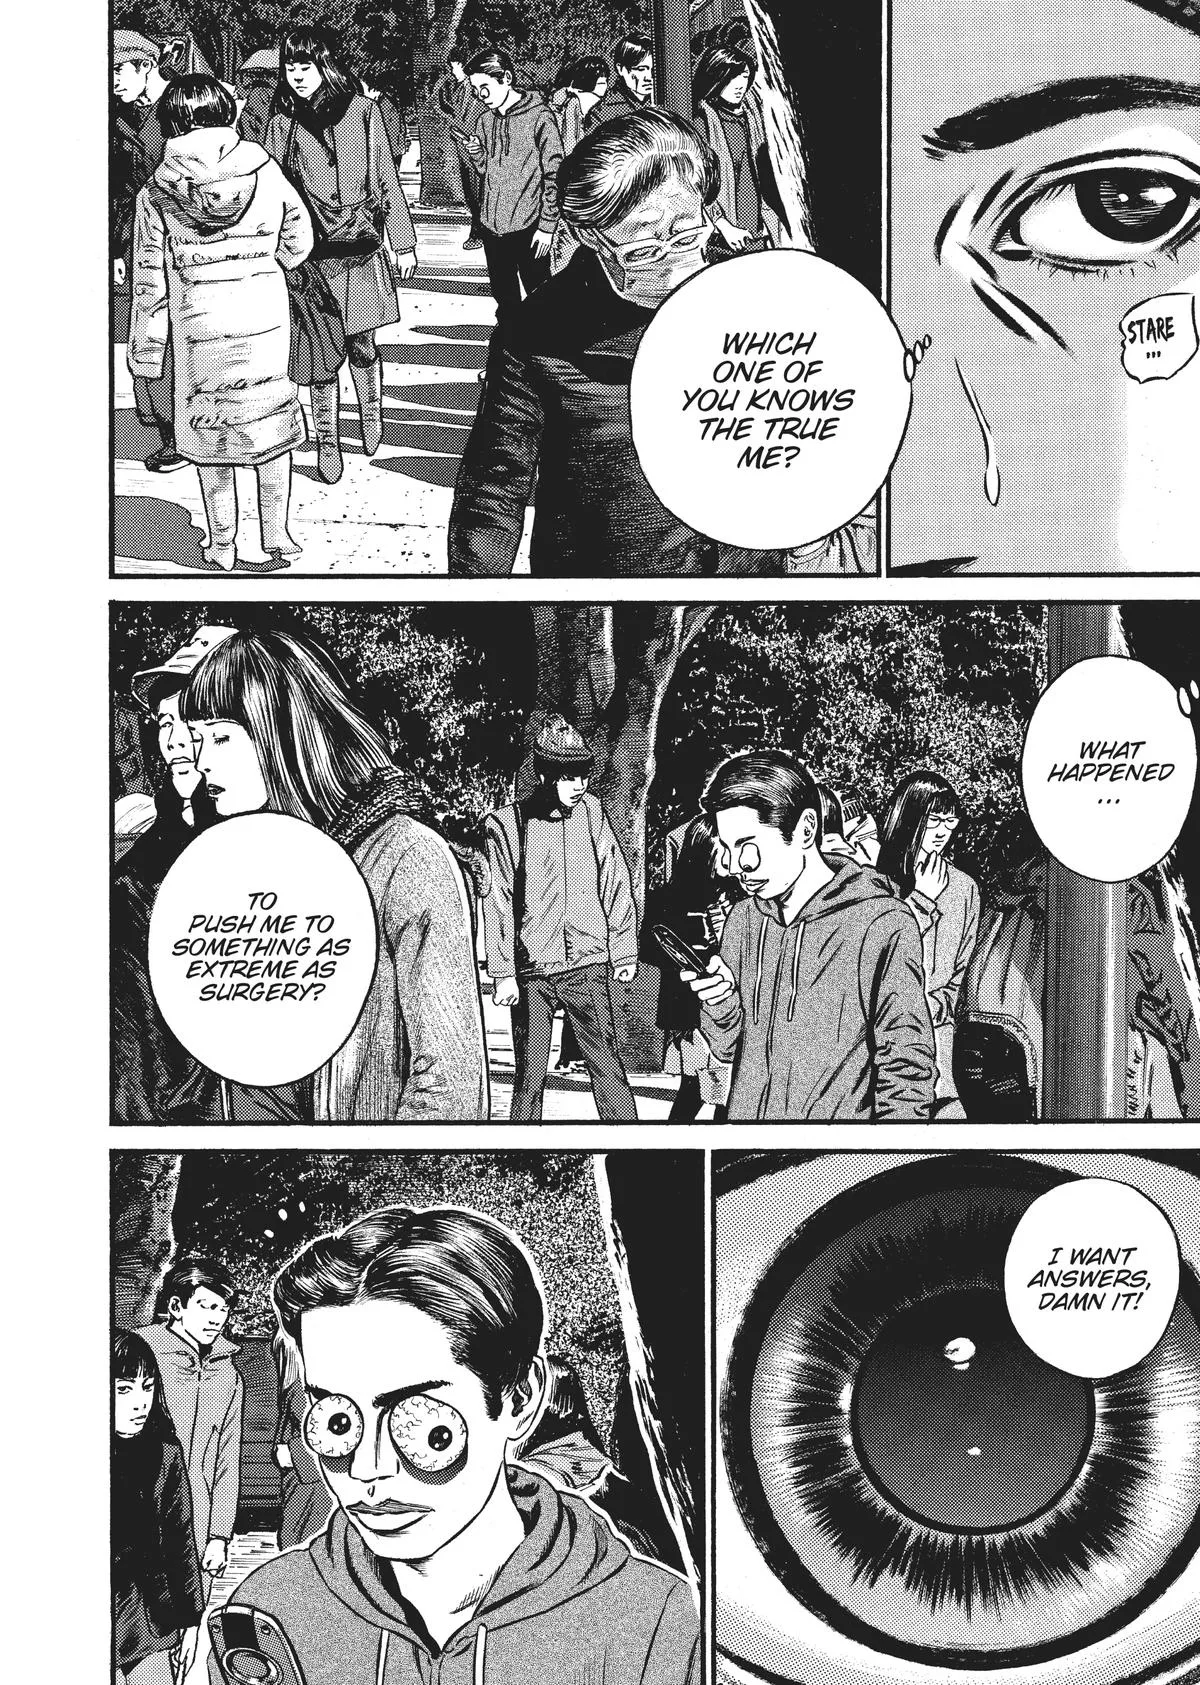 STARE
...
WHICH
ONE OF
YOU KNOWS
THE TRUE
ME?
WHAT
HAPPENED
...
TO
PUSH ME TO
SOMETHING AS
EXTREME AS
SURGERY?
I WANT
ANSWERS,
DAMN IT!
...